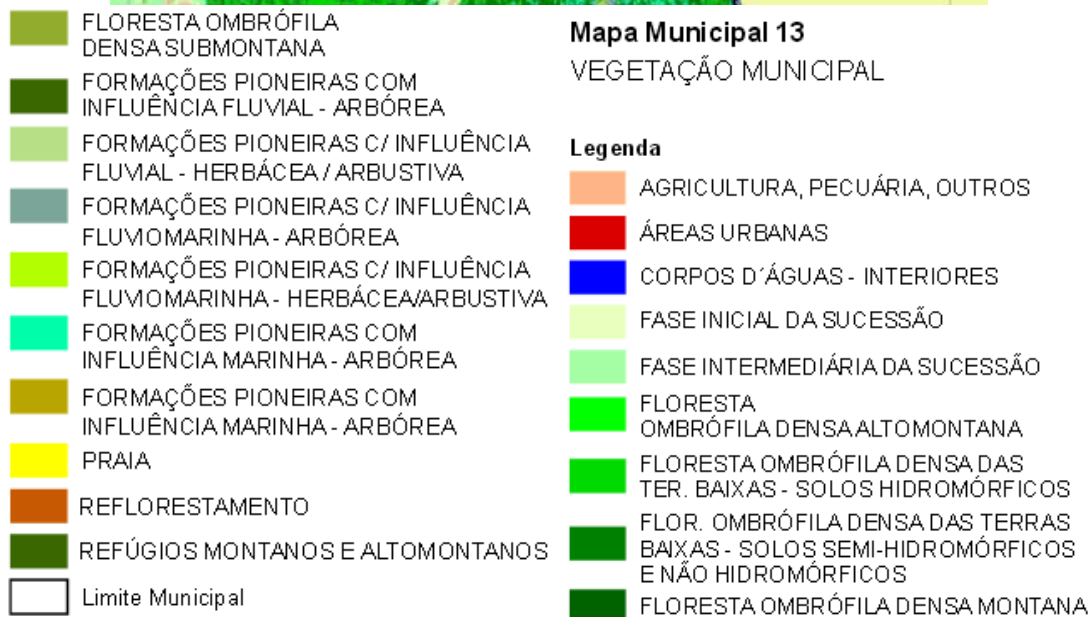 FLORESTA OMBRÓFILA
DENSA SUBMONTANA
FORMAÇÕES PIONEIRAS COM
INFLUÊNCIA FLUVIAL - ARBÓREA
FORMAÇÕES PIONEIRAS C/ INFLUÊNCIA
FLUVIAL - HERBÁCEA / ARBUSTIVA
FORMAÇÕES PIONEIRAS C/ INFLUÊNCIA
FLUVIOMARINHA - ARBÓREA
FORMAÇÕES PIONEIRAS C/ INFLUÊNCIA
FLUVIOMARINHA - HERBÁCEA/ARBUSTIVA
FORMAÇÕES PIONEIRAS COM
INFLUÊNCIA MARINHA - ARBÓREA
FORMAÇÕES PIONEIRAS COM
INFLUÊNCIA MARINHA - ARBÓREA
PRAIA
REFLORESTAMENTO
REFÚGIOS MONTANOS E ALTOMONTANOS
Limite Municipal
Mapa Municipal 13
VEGETAÇÃO MUNICIPAL
Legenda
AGRICULTURA, PECUÁRIA, OUTROS
ÁREAS URBANAS
CORPOS D´ÁGUAS - INTERIORES
FASE INICIAL DA SUCESSÃO
FASE INTERMEDIÁRIA DA SUCESSÃO
FLORESTA
OMBRÓFILA DENSA ALTOMONTANA
FLORESTA OMBRÓFILA DENSA DAS
TER. BAIXAS - SOLOS HIDROMÓRFICOS
FLOR. OMBRÓFILA DENSA DAS TERRAS
BAIXAS - SOLOS SEMI-HIDROMÓRFICOS
E NÃO HIDROMÓRFICOS
FLORESTA OMBRÓFILA DENSA MONTANA